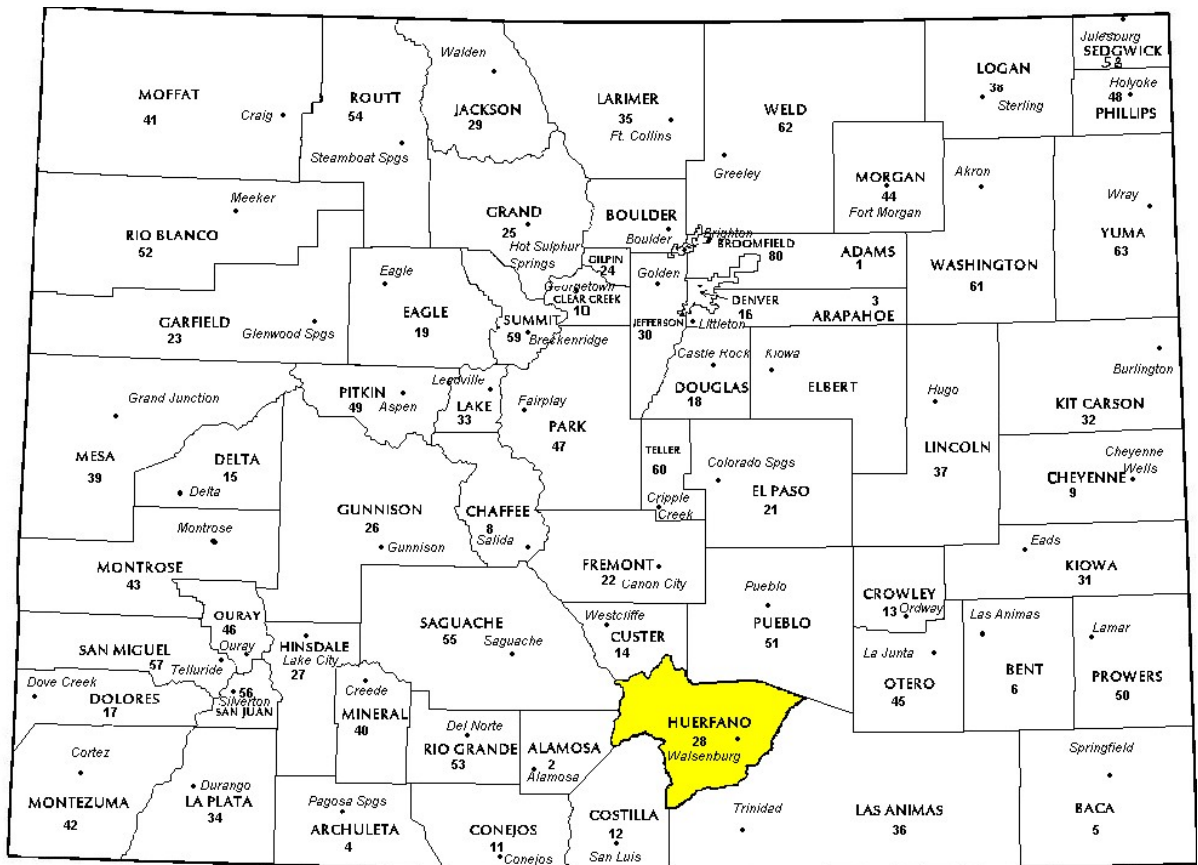 Julesburg
SEDGWICK
58
Walden
LOGAN
38
Sterling
Holyoke
48
PHILLIPS
MOFFAT
41
Craig
ROUTT
54
Steamboat Spgs
JACKSON
29
LARIMER
35
Ft. Collins
WELD
62
Greeley
MORGAN
44
Fort Morgan
Akron
WASHINGTON
61
Wray
YUMA
63
Meeker
RIO BLANCO
52
GRAND
25
Hot Sulphur
Springs
BOULDER
Boulder
Brighton
BROOMFIELD
80
ADAMS
1
GILPIN
24
Golden
Georgetown
CLEAR CREEK
10
DENVER
16
3
ARAPAHOE
Littleton
JEFFERSON
30
Eagle
EAGLE
19
SUMMIT
59
Breckenridge
GARFIELD
23
Glenwood Spgs
Castle Rock
DOUGLAS
18
Kiowa
ELBERT
Hugo
LINCOLN
37
Burlington
KIT CARSON
32
PITKIN
49
Aspen
Leadville
LAKE
33
Fairplay
PARK
47
Grand Junction
MESA
39
DELTA
15
Delta
TELLER
60
Cripple
Creek
Colorado Spgs
EL PASO
21
Cheyenne
Wells
CHEYENNE
9
GUNNISON
26
Gunnison
CHAFFEE
8
Salida
Montrose
MONTROSE
43
FREMONT
22
Canon City
Eads
KIOWA
31
Pueblo
PUEBLO
51
CROWLEY
13
Ordway
Las Animas
BENT
6
Lamar
PROWERS
50
OURAY
46
Ouray
HINSDALE
Lake City
27
SAGUACHE
55
Saguache
Westcliffe
CUSTER
14
La Junta
OTERO
45
SAN MIGUEL
57
Telluride
Dove Creek
DOLORES
17
56
Silverton
SAN JUAN
Creede
MINERAL
40
Del Norte
RIO GRANDE
53
ALAMOSA
2
Alamosa
HUERFANO
28
Walsenburg
Cortez
MONTEZUMA
42
Durango
LA PLATA
34
Pagosa Spgs
ARCHULETA
4
CONEJOS
11
Conejos
COSTILLA
12
San Luis
Trinidad
LAS ANIMAS
36
Springfield
BACA
5